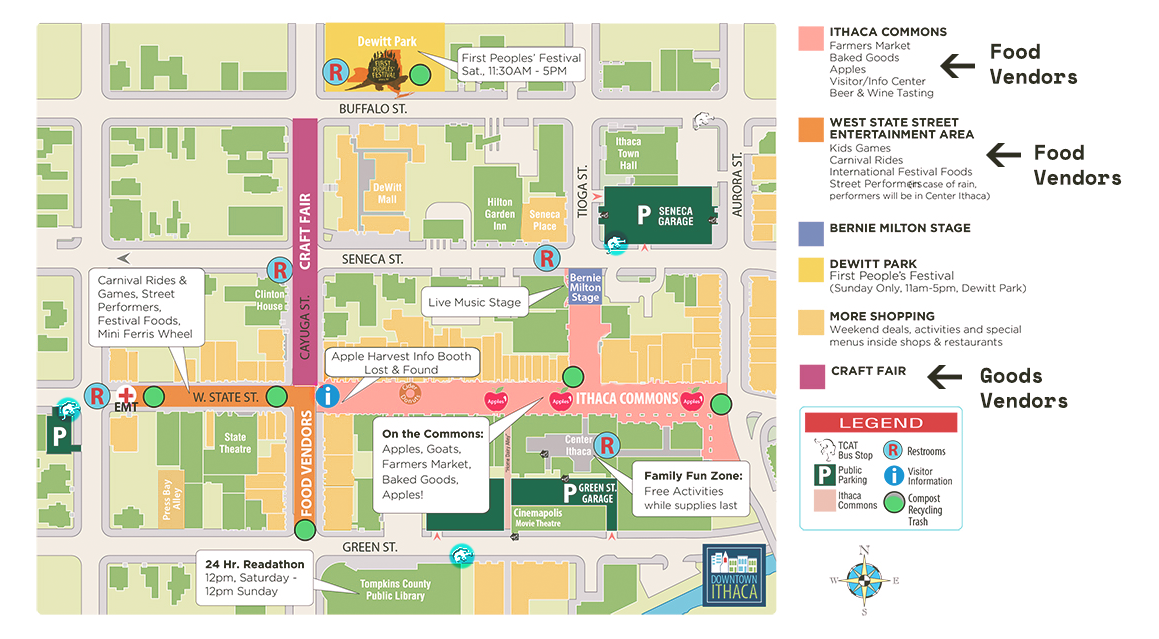 Dewitt Park
FIRST
PEOPLES'
FESTIVAL
R
First Peoples' Festival
Sat., 11:30AM - 5PM
BUFFALO ST.
Ithaca
Town
Hall
DeWitt
Mall
Hilton
Garden
Inn
Seneca
Place
TIOGA ST.
P SENECA
GARAGE
AURORA ST.
CRAFT FAIR
SENECA ST.
R
R
Clinton
House
CAYUGA ST.
Carnival Rides &
Games, Street
Performers,
Festival Foods,
Mini Ferris Wheel
Live Music Stage
Bernie
Milton
Stage
Apple Harvest Info Booth
Lost & Found
R
EMT
W. STATE ST.
i
Cider
Donuts
Apples
Apples
ITHACA COMMONS
Apples
P
State
Theatre
Press Bay
Alley
FOOD VENDORS
On the Commons:
Apples, Goats,
Farmers Market,
Baked Goods,
Apples!
Center
Ithaca
R
Family Fun Zone:
Free Activities
while supplies last
P GREEN ST.
GARAGE
Cinemapolis
Movie Theatre
GREEN ST.
24 Hr. Readathon
12pm, Saturday -
12pm Sunday
Tompkins County
Public Library
DOWNTOWN
ITHACA
ITHACA COMMONS
Farmers Market
Baked Goods
Apples
Visitor/Info Center
Beer & Wine Tasting
Food
Vendors
WEST STATE STREET
ENTERTAINMENT AREA
Kids Games
Carnival Rides
International Festival Foods
Street Performers(in case of rain,
performers will be in Center Ithaca)
Food
Vendors
BERNIE MILTON STAGE
DEWITT PARK
First People's Festival
(Sunday Only, 11am-5pm, Dewitt Park)
MORE SHOPPING
Weekend deals, activities and special
menus inside shops & restaurants
CRAFT FAIR
Goods
Vendors
LEGEND
TCAT
Bus Stop
R Restrooms
P Public
Parking
i Visitor
Information
Ithaca
Commons
Compost
Recycling
Trash
N
W E
S